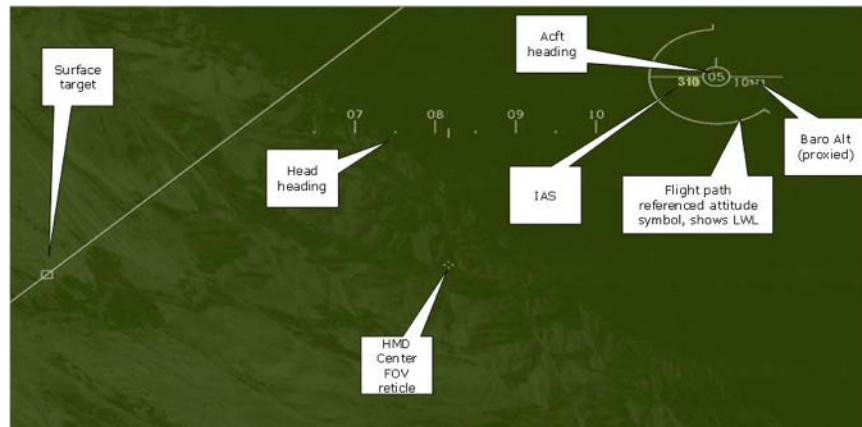 Surface
target
Acft
heading
310
05
07
08
09
10
Baro Alt
(proxied)
Head
heading
IAS
Flight path
referenced attitude
symbol, shows LWL
HMD
Center
FOV
reticle